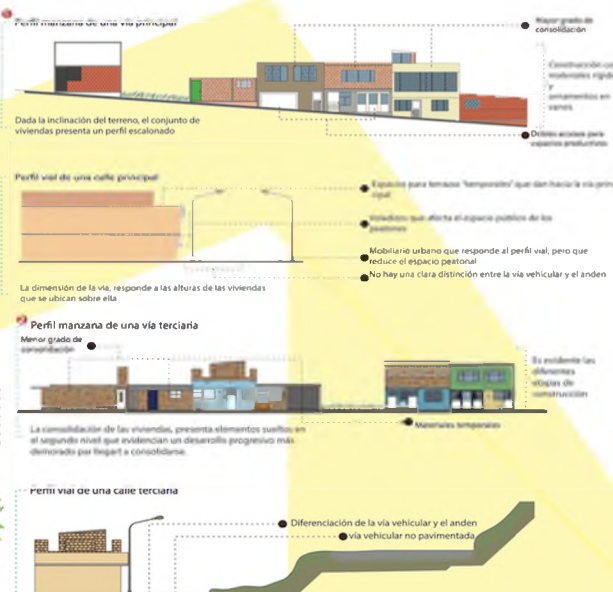 Perfil manzana de una vía principal
Mayor grado de
consolidación
Construcción con
materiales rígidos
y
ornamentos en
vanos
Dada la inclinación del terreno, el conjunto de
viviendas presenta un perfil escalonado
Dobles accesos para
espacios productivos
Perfil vial de una calle principal
Espacios para terrazas "temporales" que dan hacia la vía prin
cipal
Voladizos que afecta el espacio público de los
peatones
Mobiliario urbano que responde al perfil vial, pero que
reduce el espacio peatonal
No hay una clara distinción entre la vía vehicular y el anden
La dimensión de la vía, responde a las alturas de las viviendas
que se ubican sobre ella
2
Perfil manzana de una vía terciaria
Menor grado de
consolidación
Es evidente las
diferentes
etapas de
construcción
Materiales temporales
La consolidación de las viviendas, presenta elementos sueltos en
el segundo nivel que evidencian un desarrollo progresivo más
demorado par llegart a consolidarse.
Perfil vial de una calle terciaria
Diferenciación de la vía vehicular y el anden
vía vehicular no pavimentada